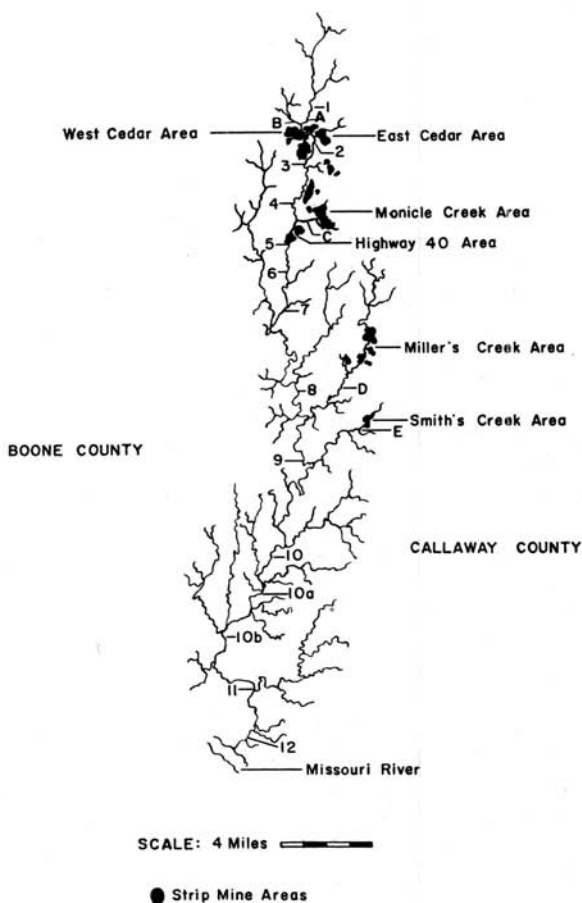 1
A
B
West Cedar Area
East Cedar Area
2
3
4
Monicle Creek Area
C
Highway 40 Area
5
6
7
Miller's Creek Area
8
D
Smith's Creek Area
E
BOONE COUNTY
9
10
CALLAWAY COUNTY
10a
10b
11
12
Missouri River
SCALE: 4 Miles
Strip Mine Areas